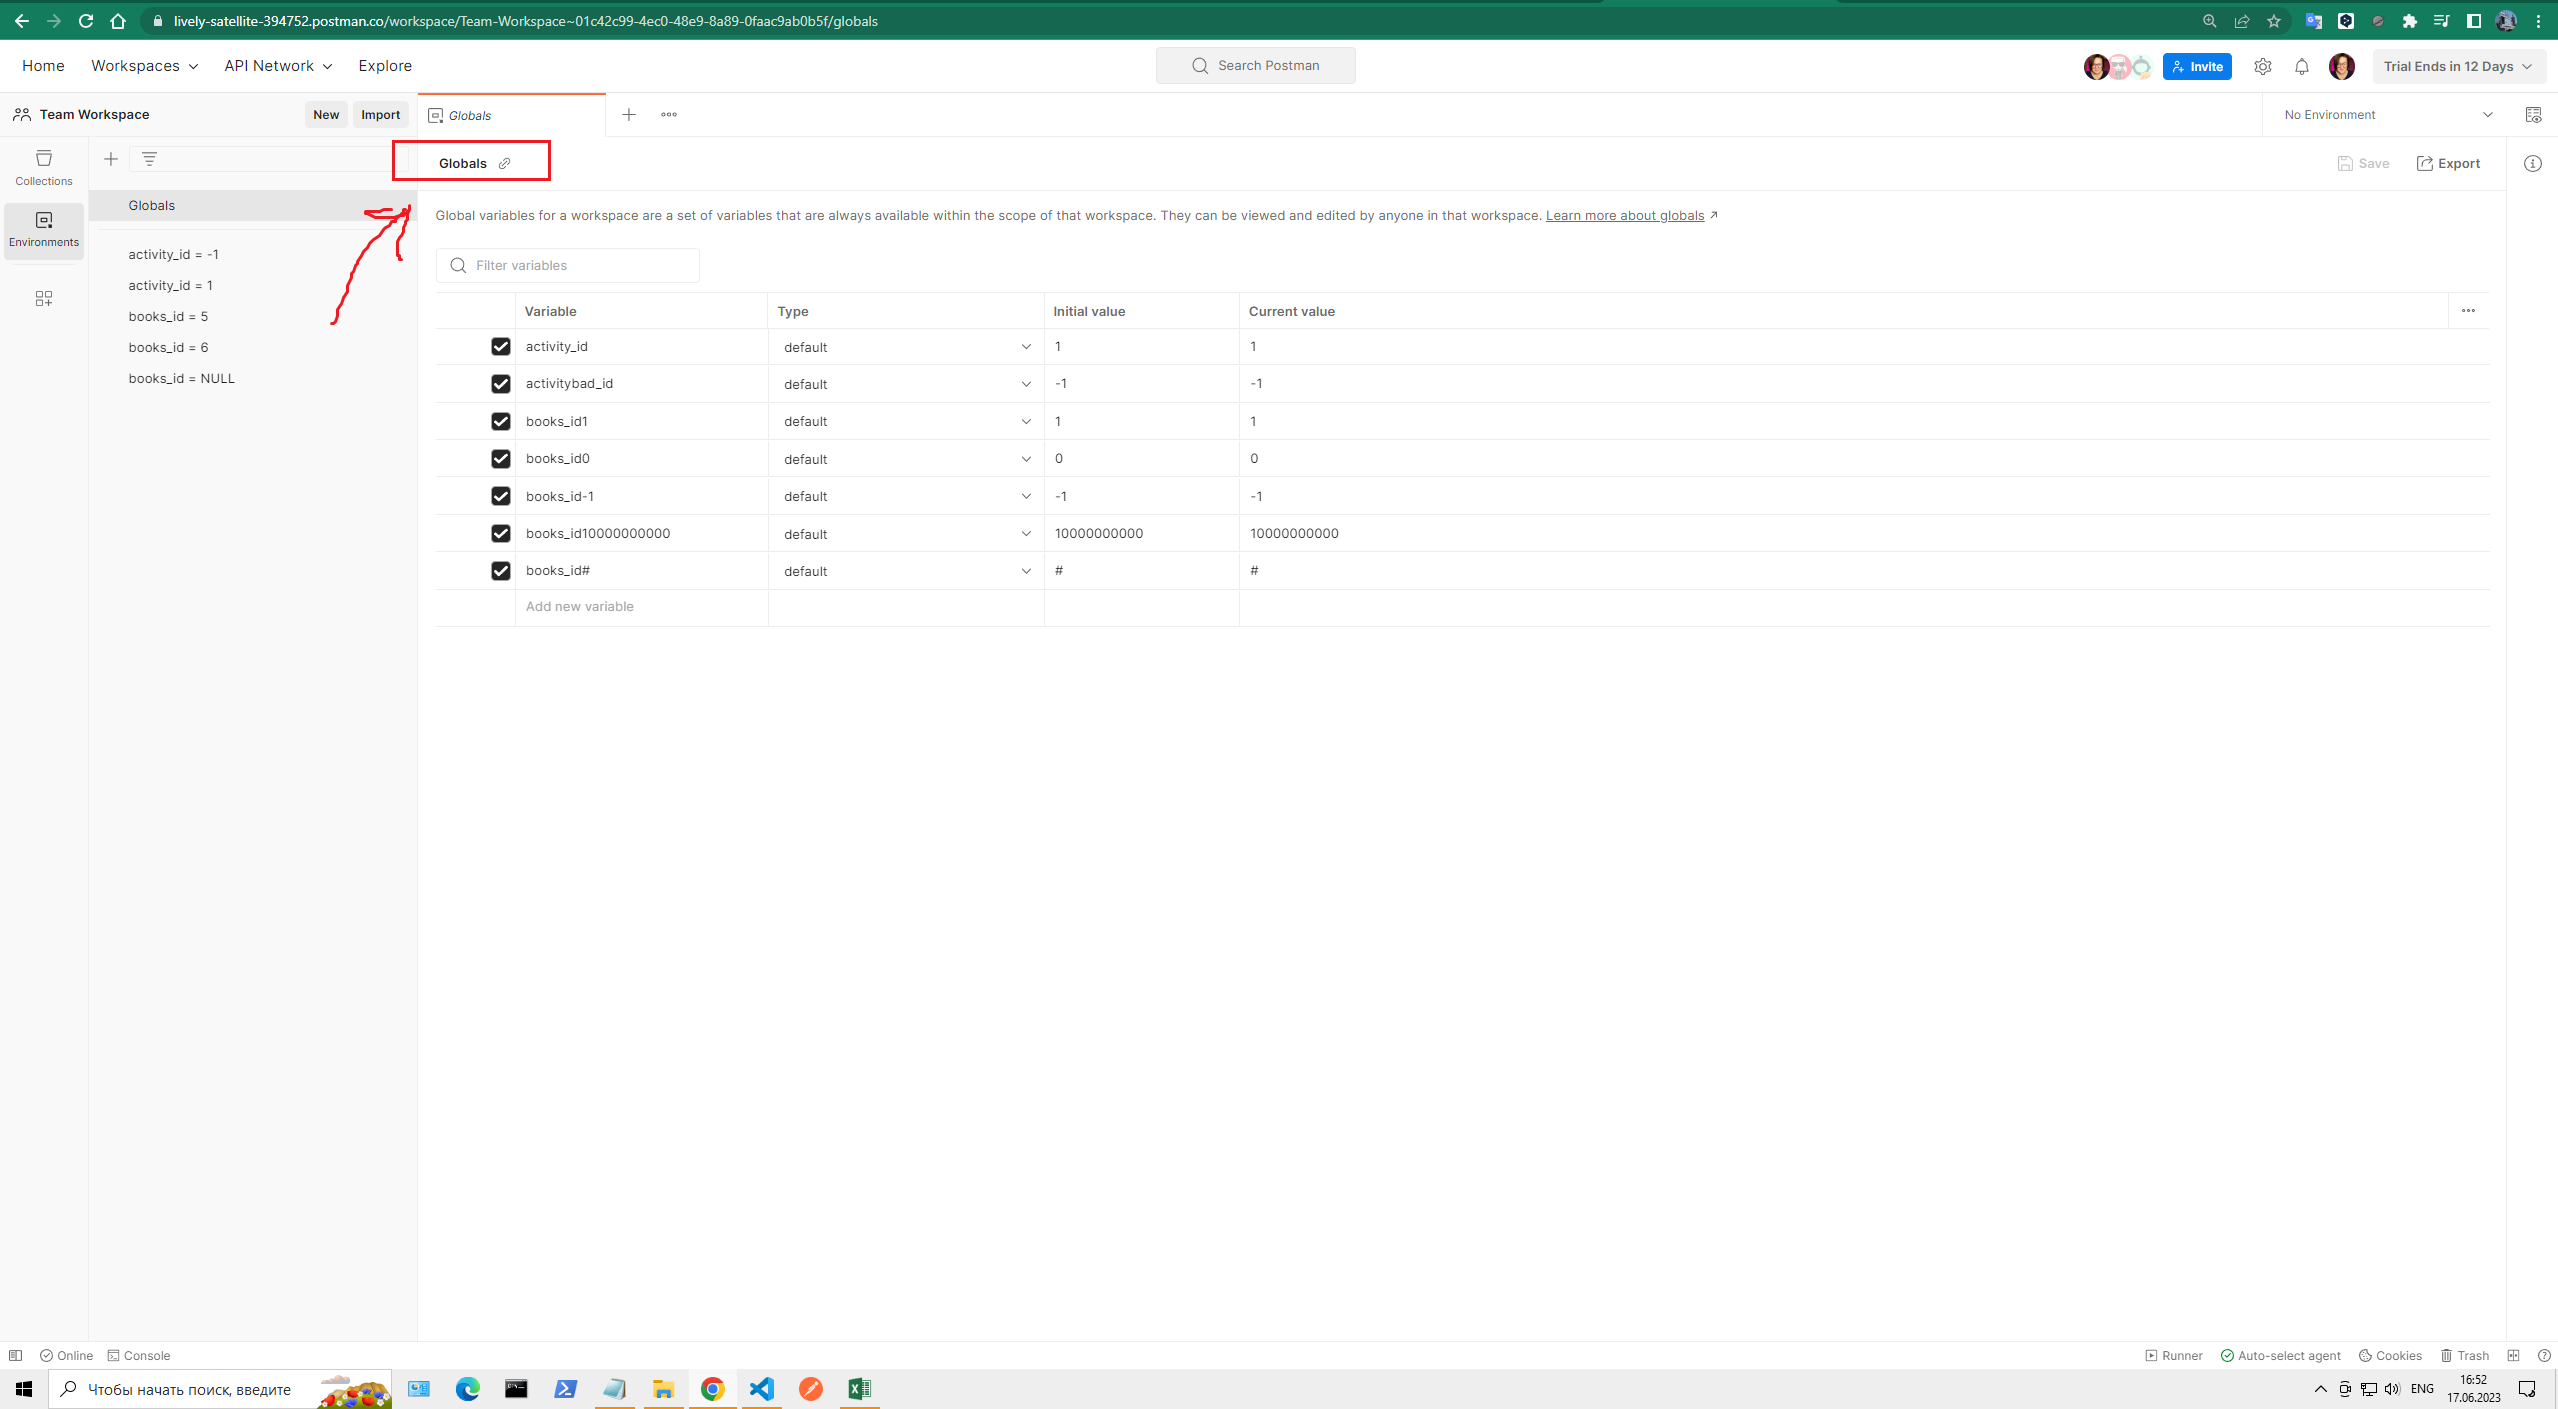 lively-satellite-394752.postman.co/workspace/Team-Workspace~01c42c99-4ec0-48e9-8a89-0faac9ab0b5f/globals
Home Workspaces API Network Explore Search Postman Invite Trial Ends in 12 Days
Team Workspace New Import Globals No Environment
Globals Save Export
Collections
Environments
Globals
activity_id = -1
activity_id = 1
books_id = 5
books_id = 6
books_id = NULL
Global variables for a workspace are a set of variables that are always available within the scope of that workspace. They can be viewed and edited by anyone in that workspace. Learn more about globals
Filter variables
Variable Type Initial value Current value
activity_id default 1 1
activitybad_id default -1 -1
books_id1 default 1 1
books_id0 default 0 0
books_id-1 default -1 -1
books_id10000000000 default 10000000000 10000000000
books_id# default # #
Add new variable
Online Console Runner Auto-select agent Cookies Trash
Чтобы начать поиск, введите ENG 16:52
17.06.2023